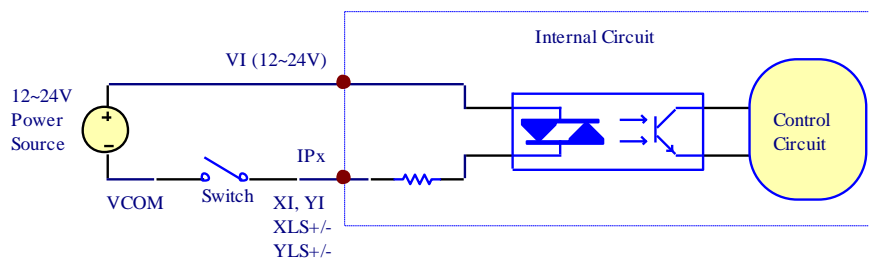 Internal Circuit
VI (12~24V)
12~24V
Power
Source
+
−
IPx
Control
Circuit
VCOM
Switch
XI, YI
XLS+/-
YLS+/-